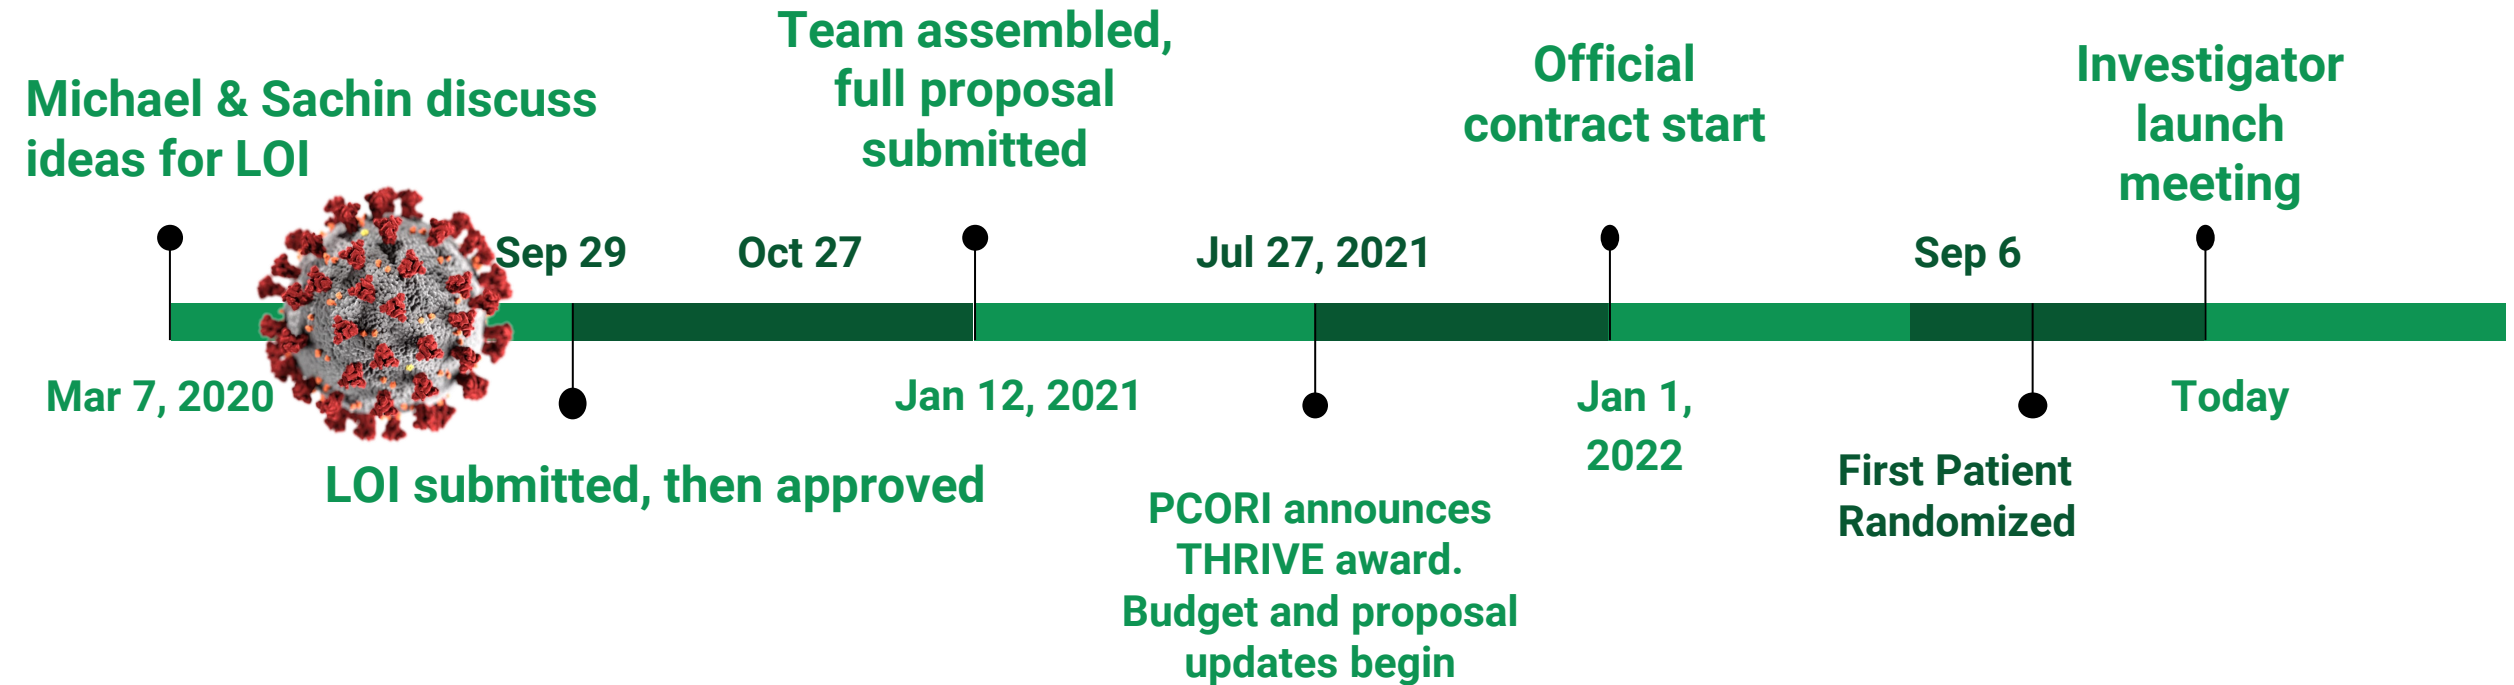 Michael & Sachin discuss
ideas for LOI
Mar 7, 2020
Sep 29
Oct 27
LOI submitted, then approved
Team assembled,
full proposal
submitted
Jan 12, 2021
Jul 27, 2021
PCORI announces
THRIVE award.
Budget and proposal
updates begin
Official
contract start
Jan 1,
2022
Sep 6
First Patient
Randomized
Investigator
launch
meeting
Today